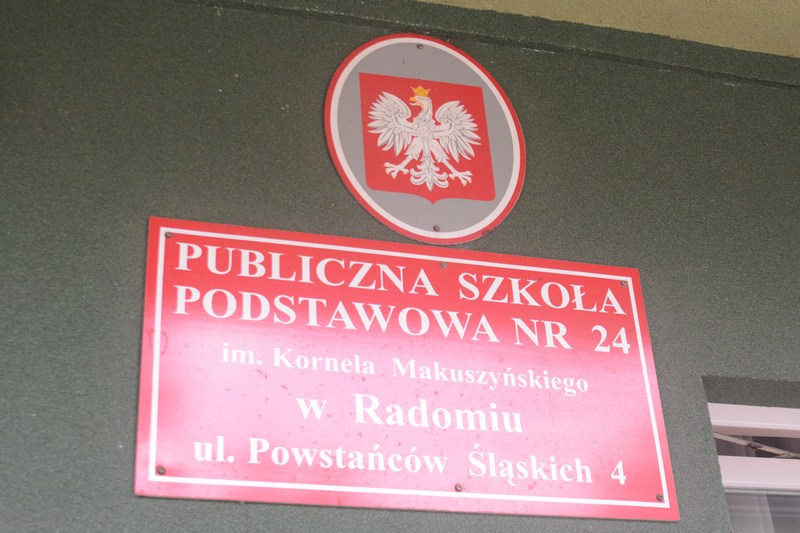 PUBLICZNA SZKOŁA
PODSTAWOWA NR 24
im. Kornela Makuszyńskiego
w Radomiu
ul. Powstańców Śląskich 4